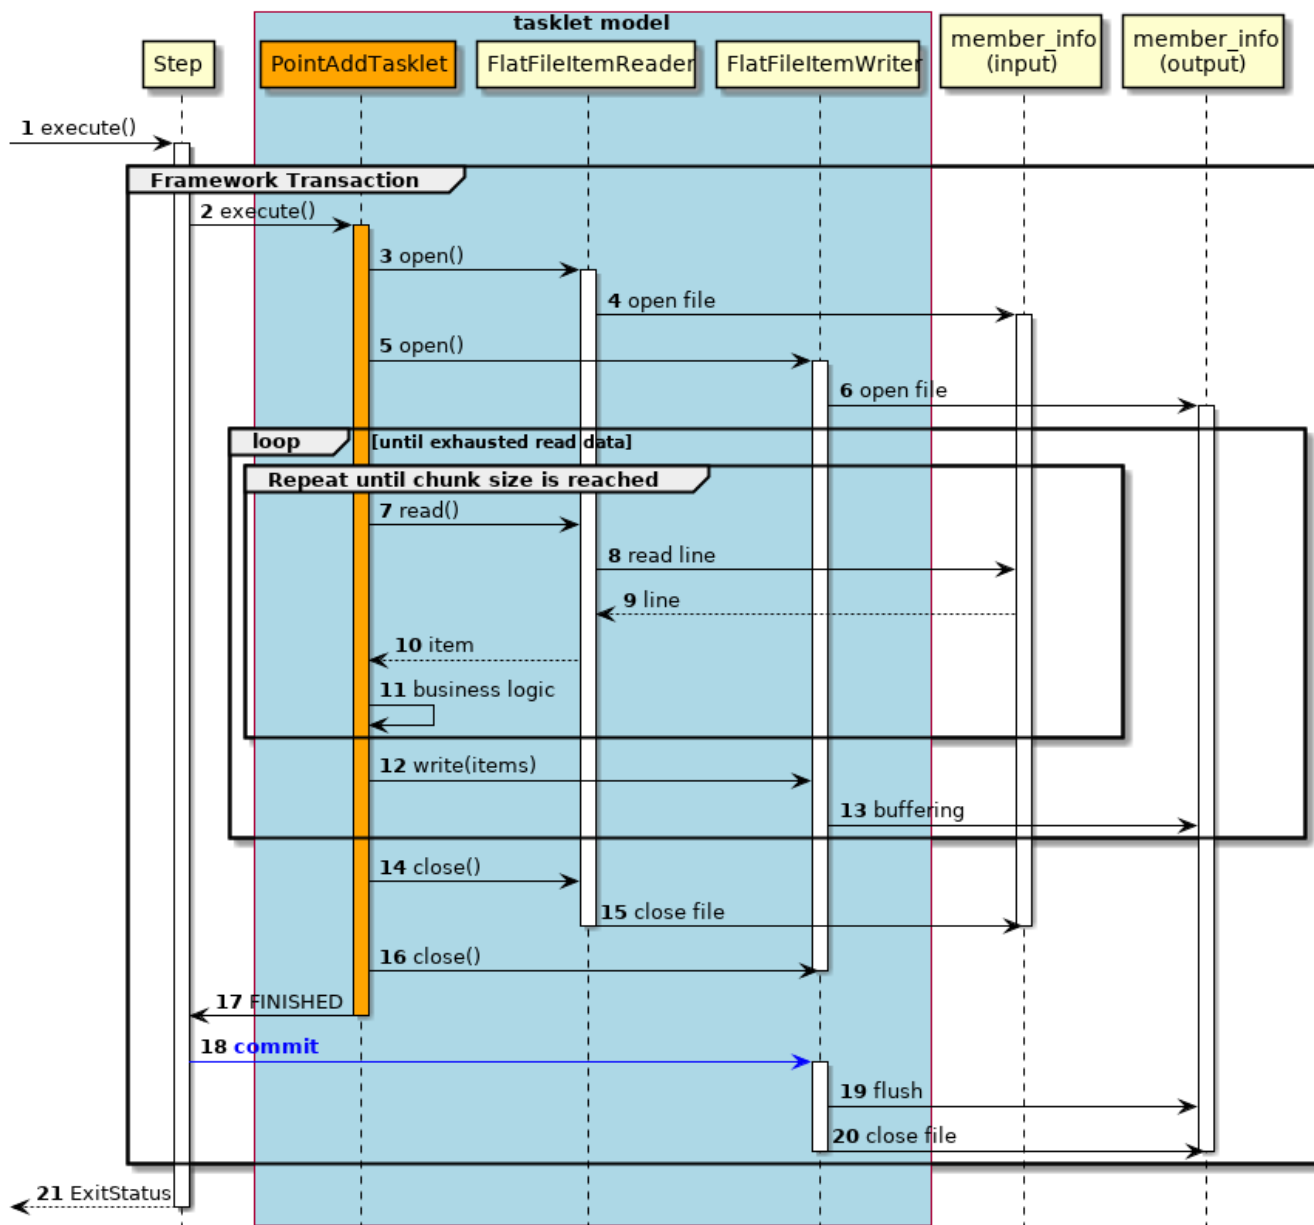 tasklet model
Step
PointAddTasklet
FlatFileItemReader
FlatFileItemWriter
member_info
(input)
member_info
(output)
1 execute()
Framework Transaction
2 execute()
3 open()
4 open file
5 open()
6 open file
loop [until exhausted read data]
Repeat until chunk size is reached
7 read()
8 read line
9 line
10 item
11 business logic
12 write(items)
13 buffering
14 close()
15 close file
16 close()
17 FINISHED
18 commit
19 flush
20 close file
21 ExitStatus